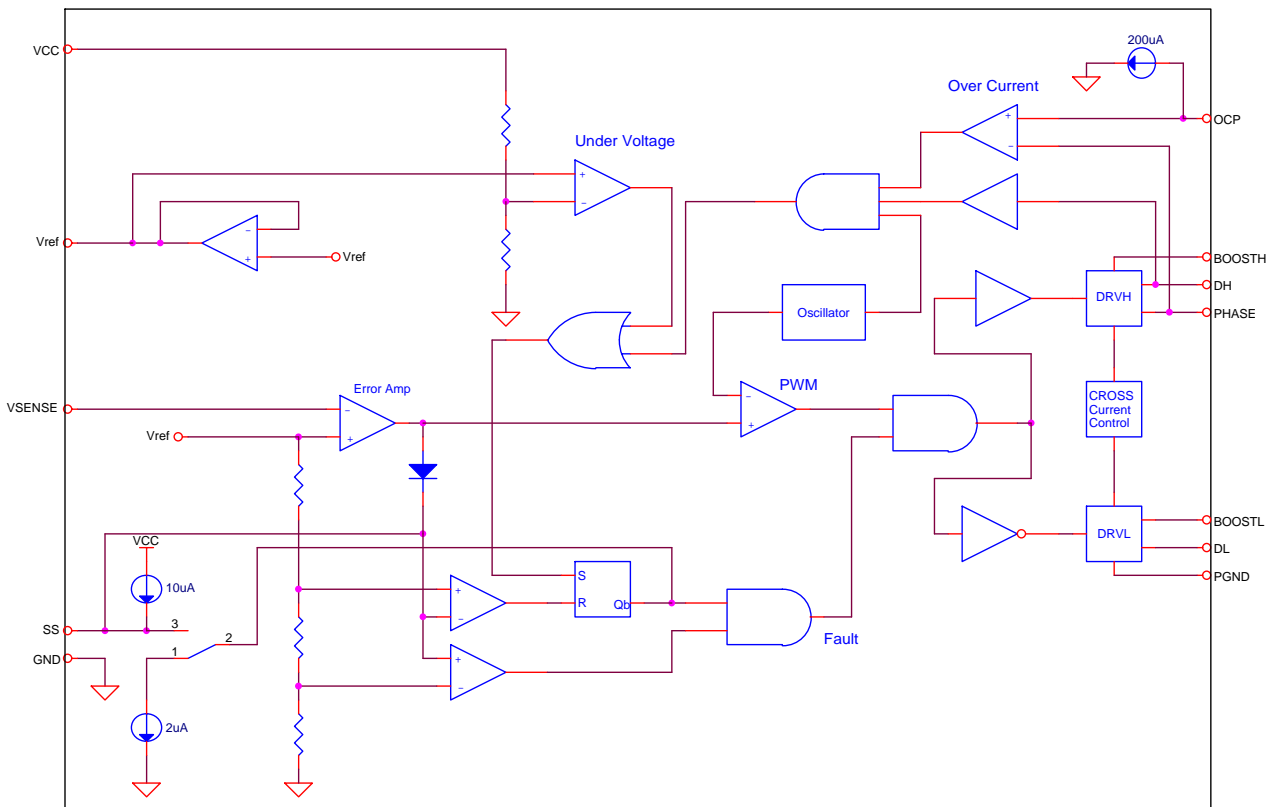 VCC
200uA
Over Current
+
−
OCP
Under Voltage
+
−
Vref
−
+
Vref
BOOSTH
DH
PHASE
DRVH
Oscillator
Error Amp
PWM
VSENSE
−
+
Vref
−
+
CROSS
Current
Control
BOOSTL
DL
PGND
DRVL
VCC
10uA
S
R
Qb
+
−
SS
3
2
1
GND
Fault
+
−
2uA